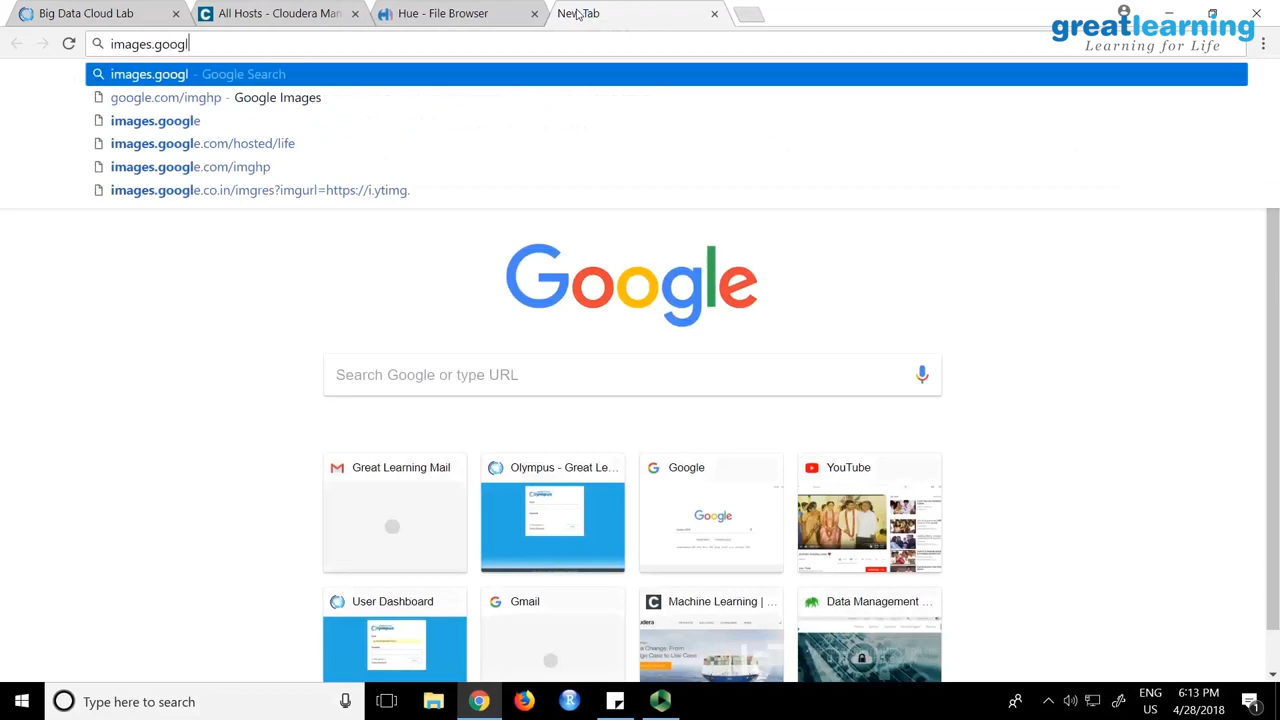 Big Data Cloud Lab
All Hosts - Cloudera Man
Hue - File Browser
New Tab
greatlearning
Learning for Life
images.googl
images.googl - Google Search
google.com/imghp - Google Images
images.google
images.google.com/hosted/life
images.google.com/imghp
images.google.co.in/imgres?imgurl=https://i.ytimg.
Google
Search Google or type URL
Great Learning Mail
Olympus - Great Le...
Google
YouTube
Google
User Dashboard
Gmail
Machine Learning | ...
Data Management ...
a Change. From
Type here to search
ENG
US
6:13 PM
4/28/2018
1